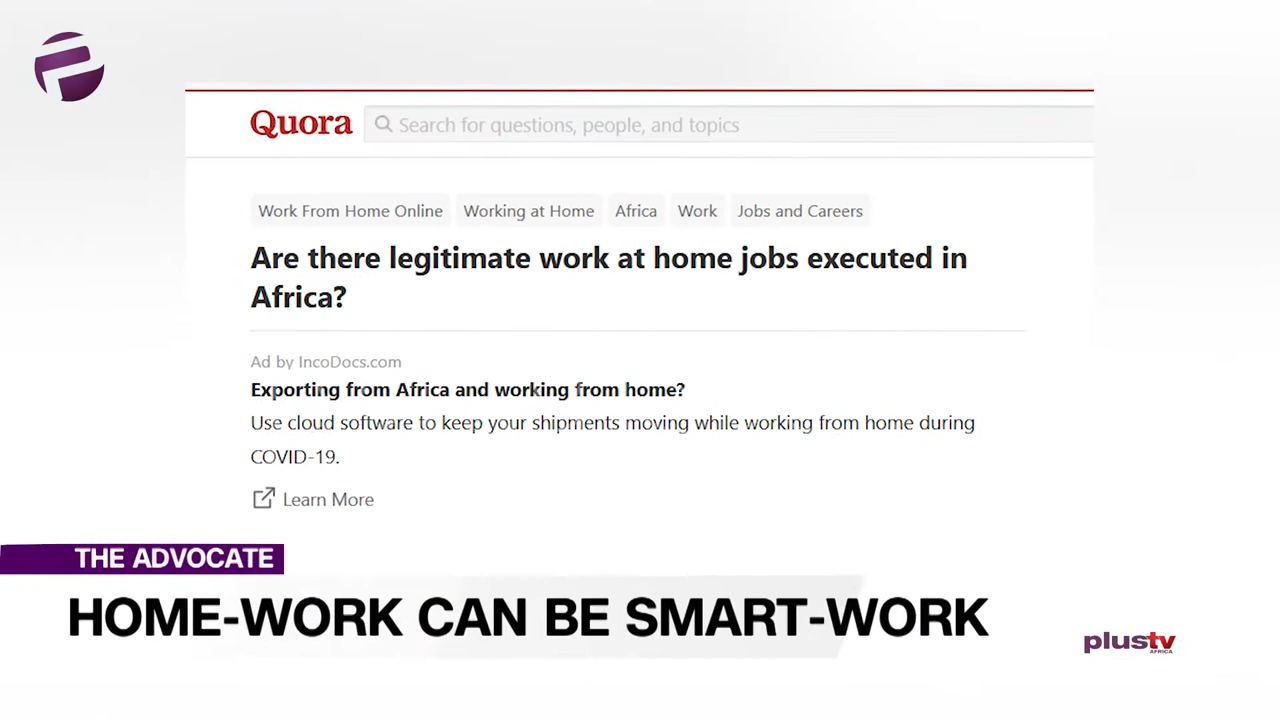 Quora
Search for questions, people, and topics
Work From Home Online Working at Home Africa Work Jobs and Careers
Are there legitimate work at home jobs executed in
Africa?
Ad by IncoDocs.com
Exporting from Africa and working from home?
Use cloud software to keep your shipments moving while working from home during
COVID-19.
Learn More
THE ADVOCATE
HOME-WORK CAN BE SMART-WORK
plustv
AFRICA